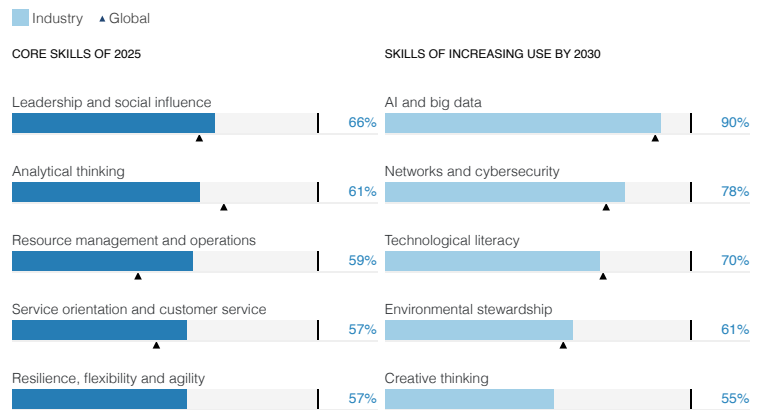 Industry Global
CORE SKILLS OF 2025
Leadership and social influence
66%
Analytical thinking
61%
Resource management and operations
59%
Service orientation and customer service
57%
Resilience, flexibility and agility
57%
SKILLS OF INCREASING USE BY 2030
AI and big data
90%
Networks and cybersecurity
78%
Technological literacy
70%
Environmental stewardship
61%
Creative thinking
55%